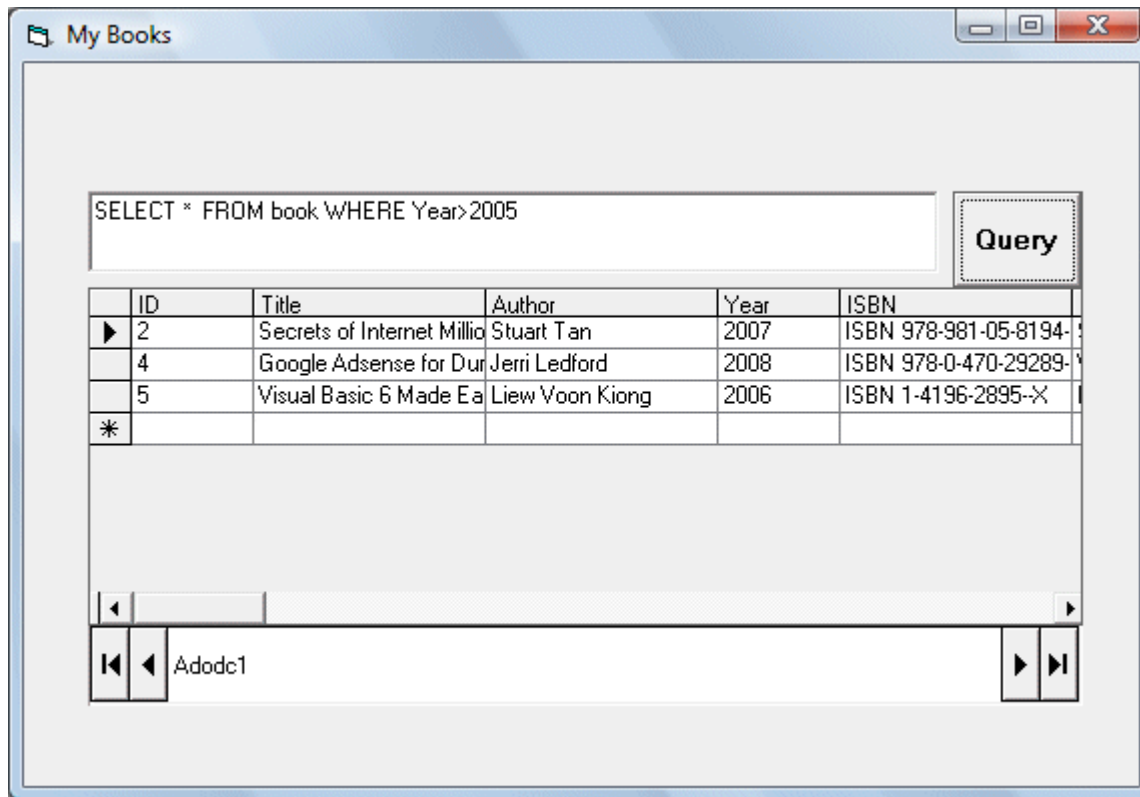 My Books
SELECT * FROM book WHERE Year>2005
Query
ID Title Author Year ISBN
2 Secrets of Internet Millio Stuart Tan 2007 ISBN 978-981-05-8194-
4 Google Adsense for Dur Jerri Ledford 2008 ISBN 978-0-470-29289-
5 Visual Basic 6 Made Ea Liew Voon Kiong 2006 ISBN 1-4196-2895--X
Adodc1